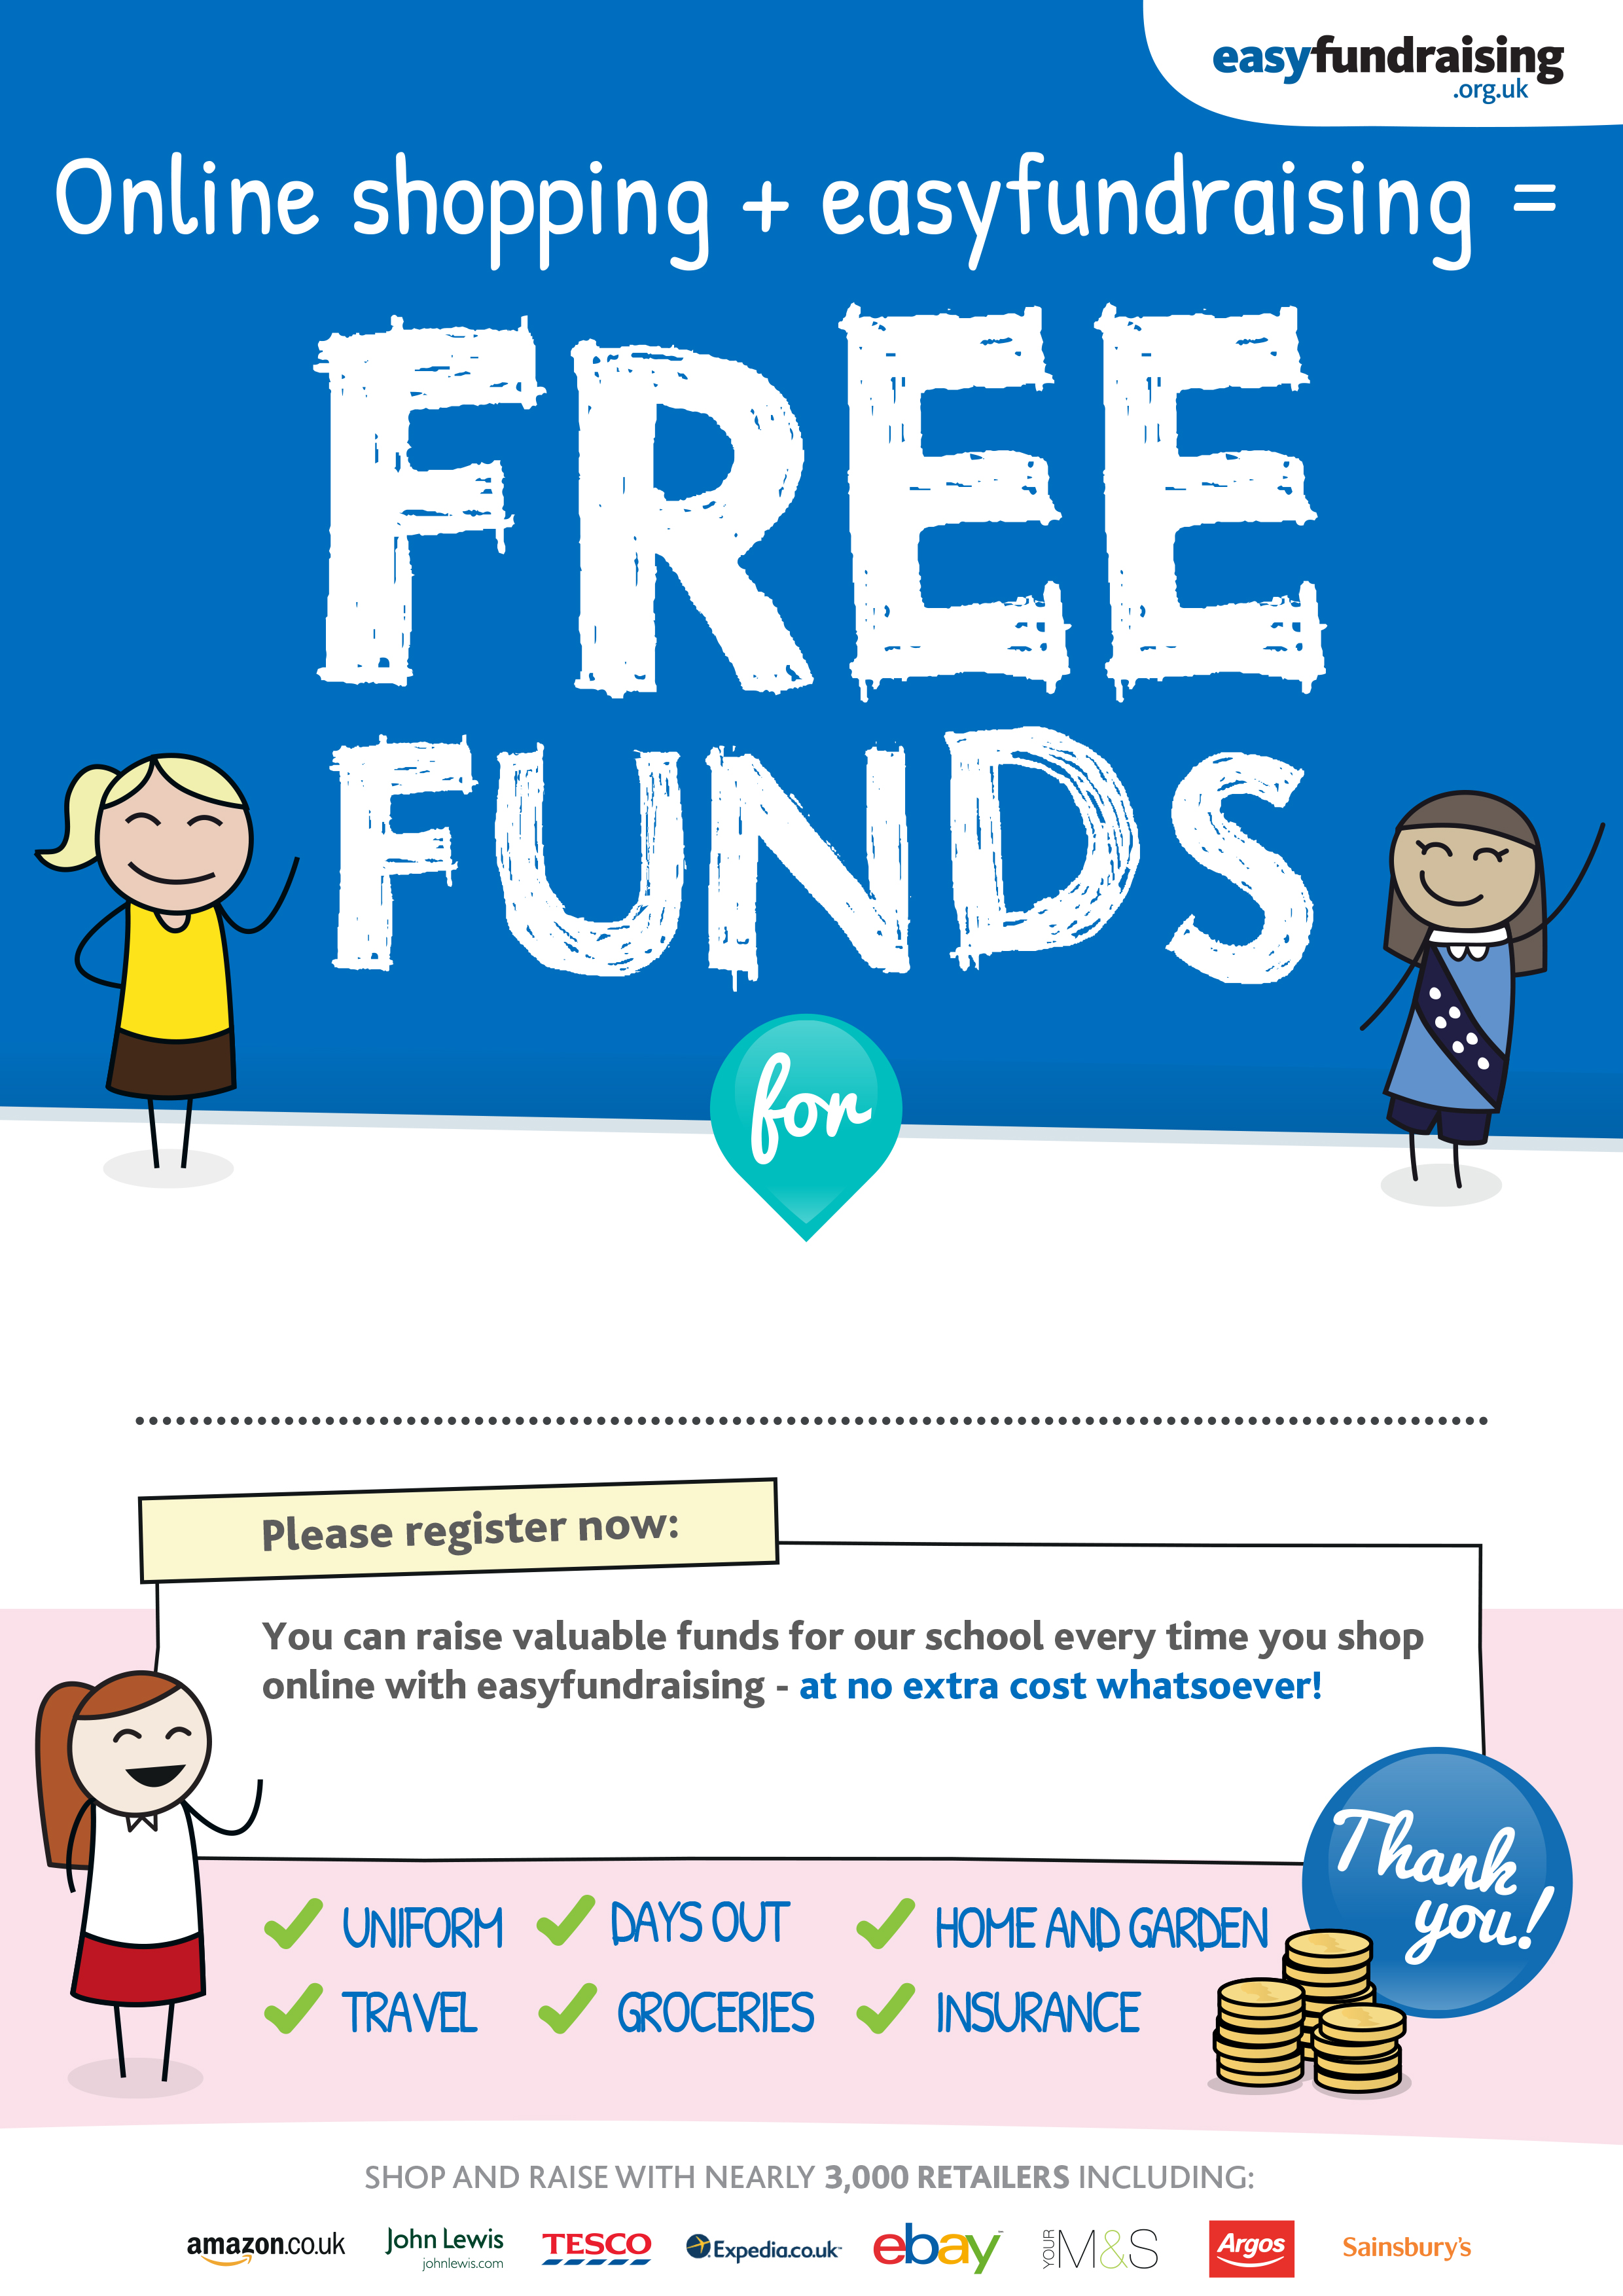 easyfundraising
.org.uk
Online shopping + easyfundraising =
FREE
FUNDS
for
Please register now:
You can raise valuable funds for our school every time you shop
online with easyfundraising - at no extra cost whatsoever!
Thank
you!
UNIFORM DAYS OUT HOME AND GARDEN
TRAVEL GROCERIES INSURANCE
SHOP AND RAISE WITH NEARLY 3,000 RETAILERS INCLUDING:
amazon.co.uk John Lewis TESCO Expedia.co.uk ebay YOUR M&S Argos Sainsbury's
johnlewis.com